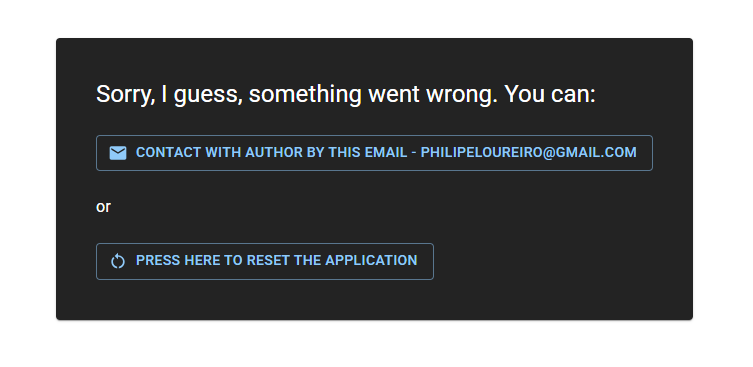 Sorry, I guess, something went wrong. You can:
CONTACT WITH AUTHOR BY THIS EMAIL - PHILIPELOUREIRO@GMAIL.COM
or
PRESS HERE TO RESET THE APPLICATION